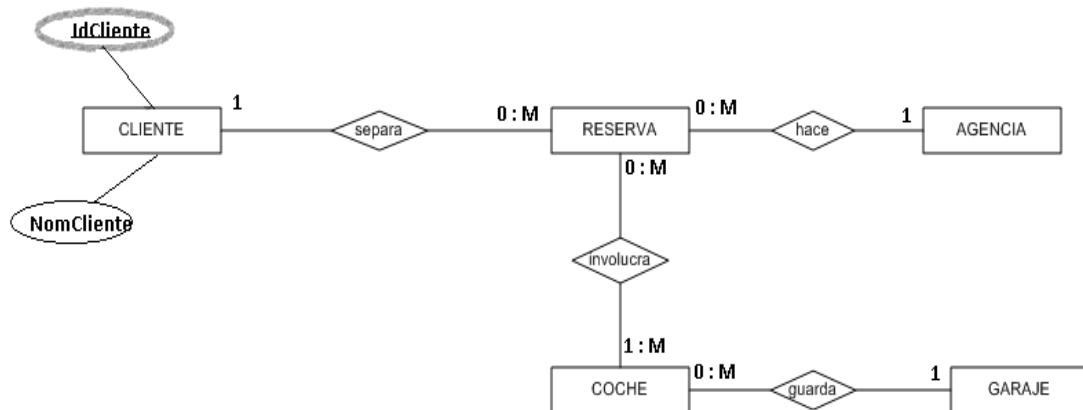 IdCliente
1
0 : M
0 : M
1
CLIENTE
separa
RESERVA
hace
AGENCIA
0 : M
NomCliente
involucra
1 : M
0 : M
1
COCHE
guarda
GARAJE